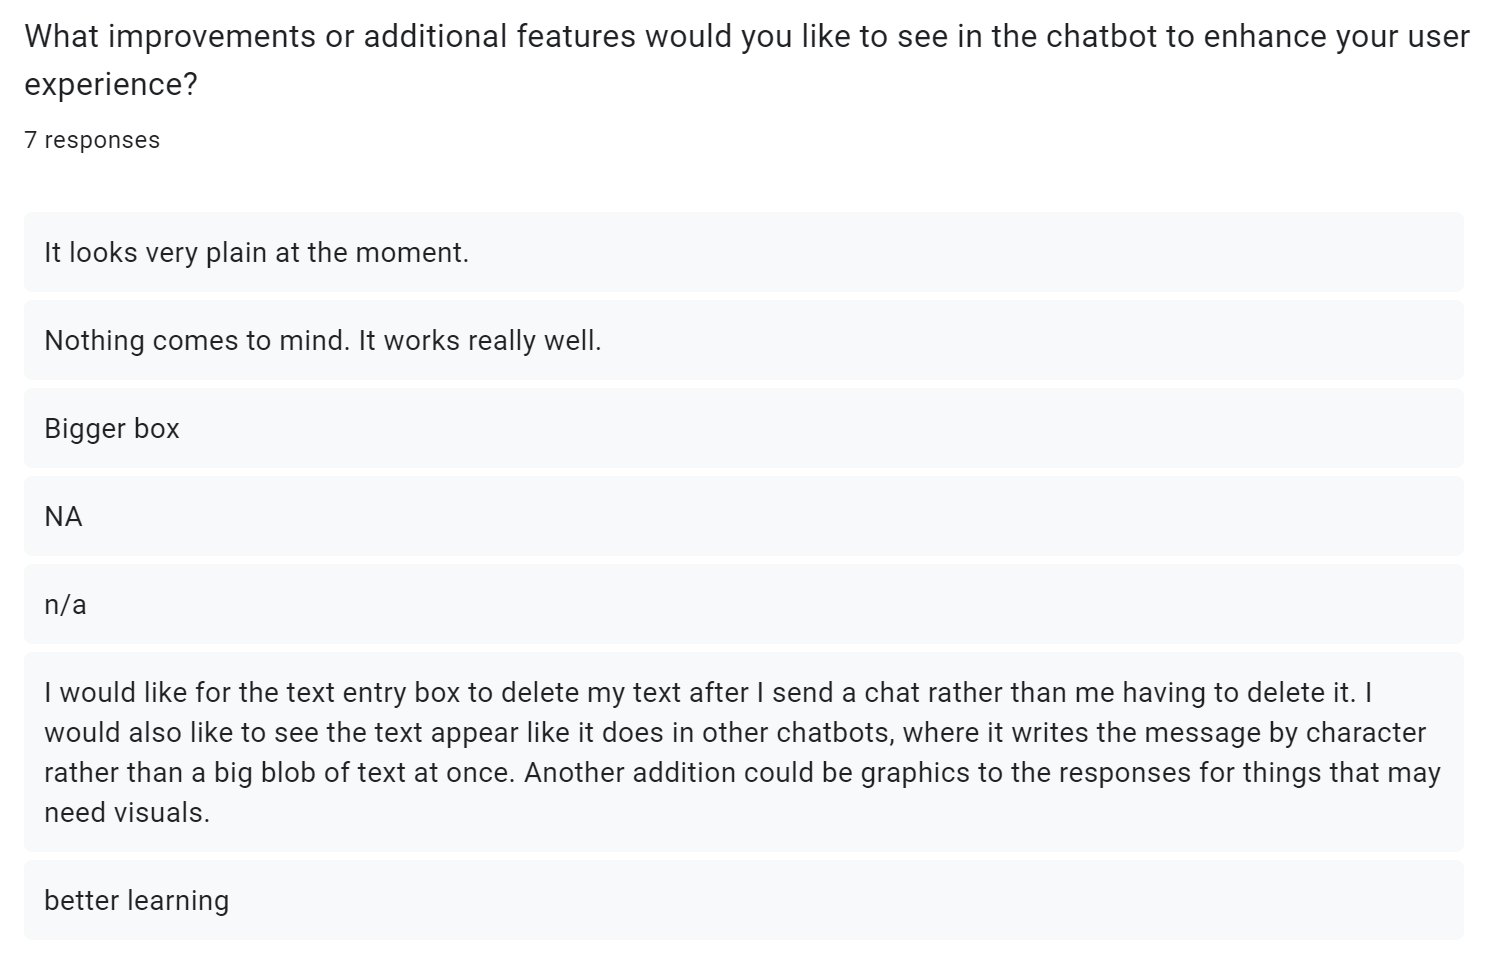 What improvements or additional features would you like to see in the chatbot to enhance your user
experience?
7 responses
It looks very plain at the moment.
Nothing comes to mind. It works really well.
Bigger box
NA
n/a
I would like for the text entry box to delete my text after I send a chat rather than me having to delete it. I
would also like to see the text appear like it does in other chatbots, where it writes the message by character
rather than a big blob of text at once. Another addition could be graphics to the responses for things that may
need visuals.
better learning